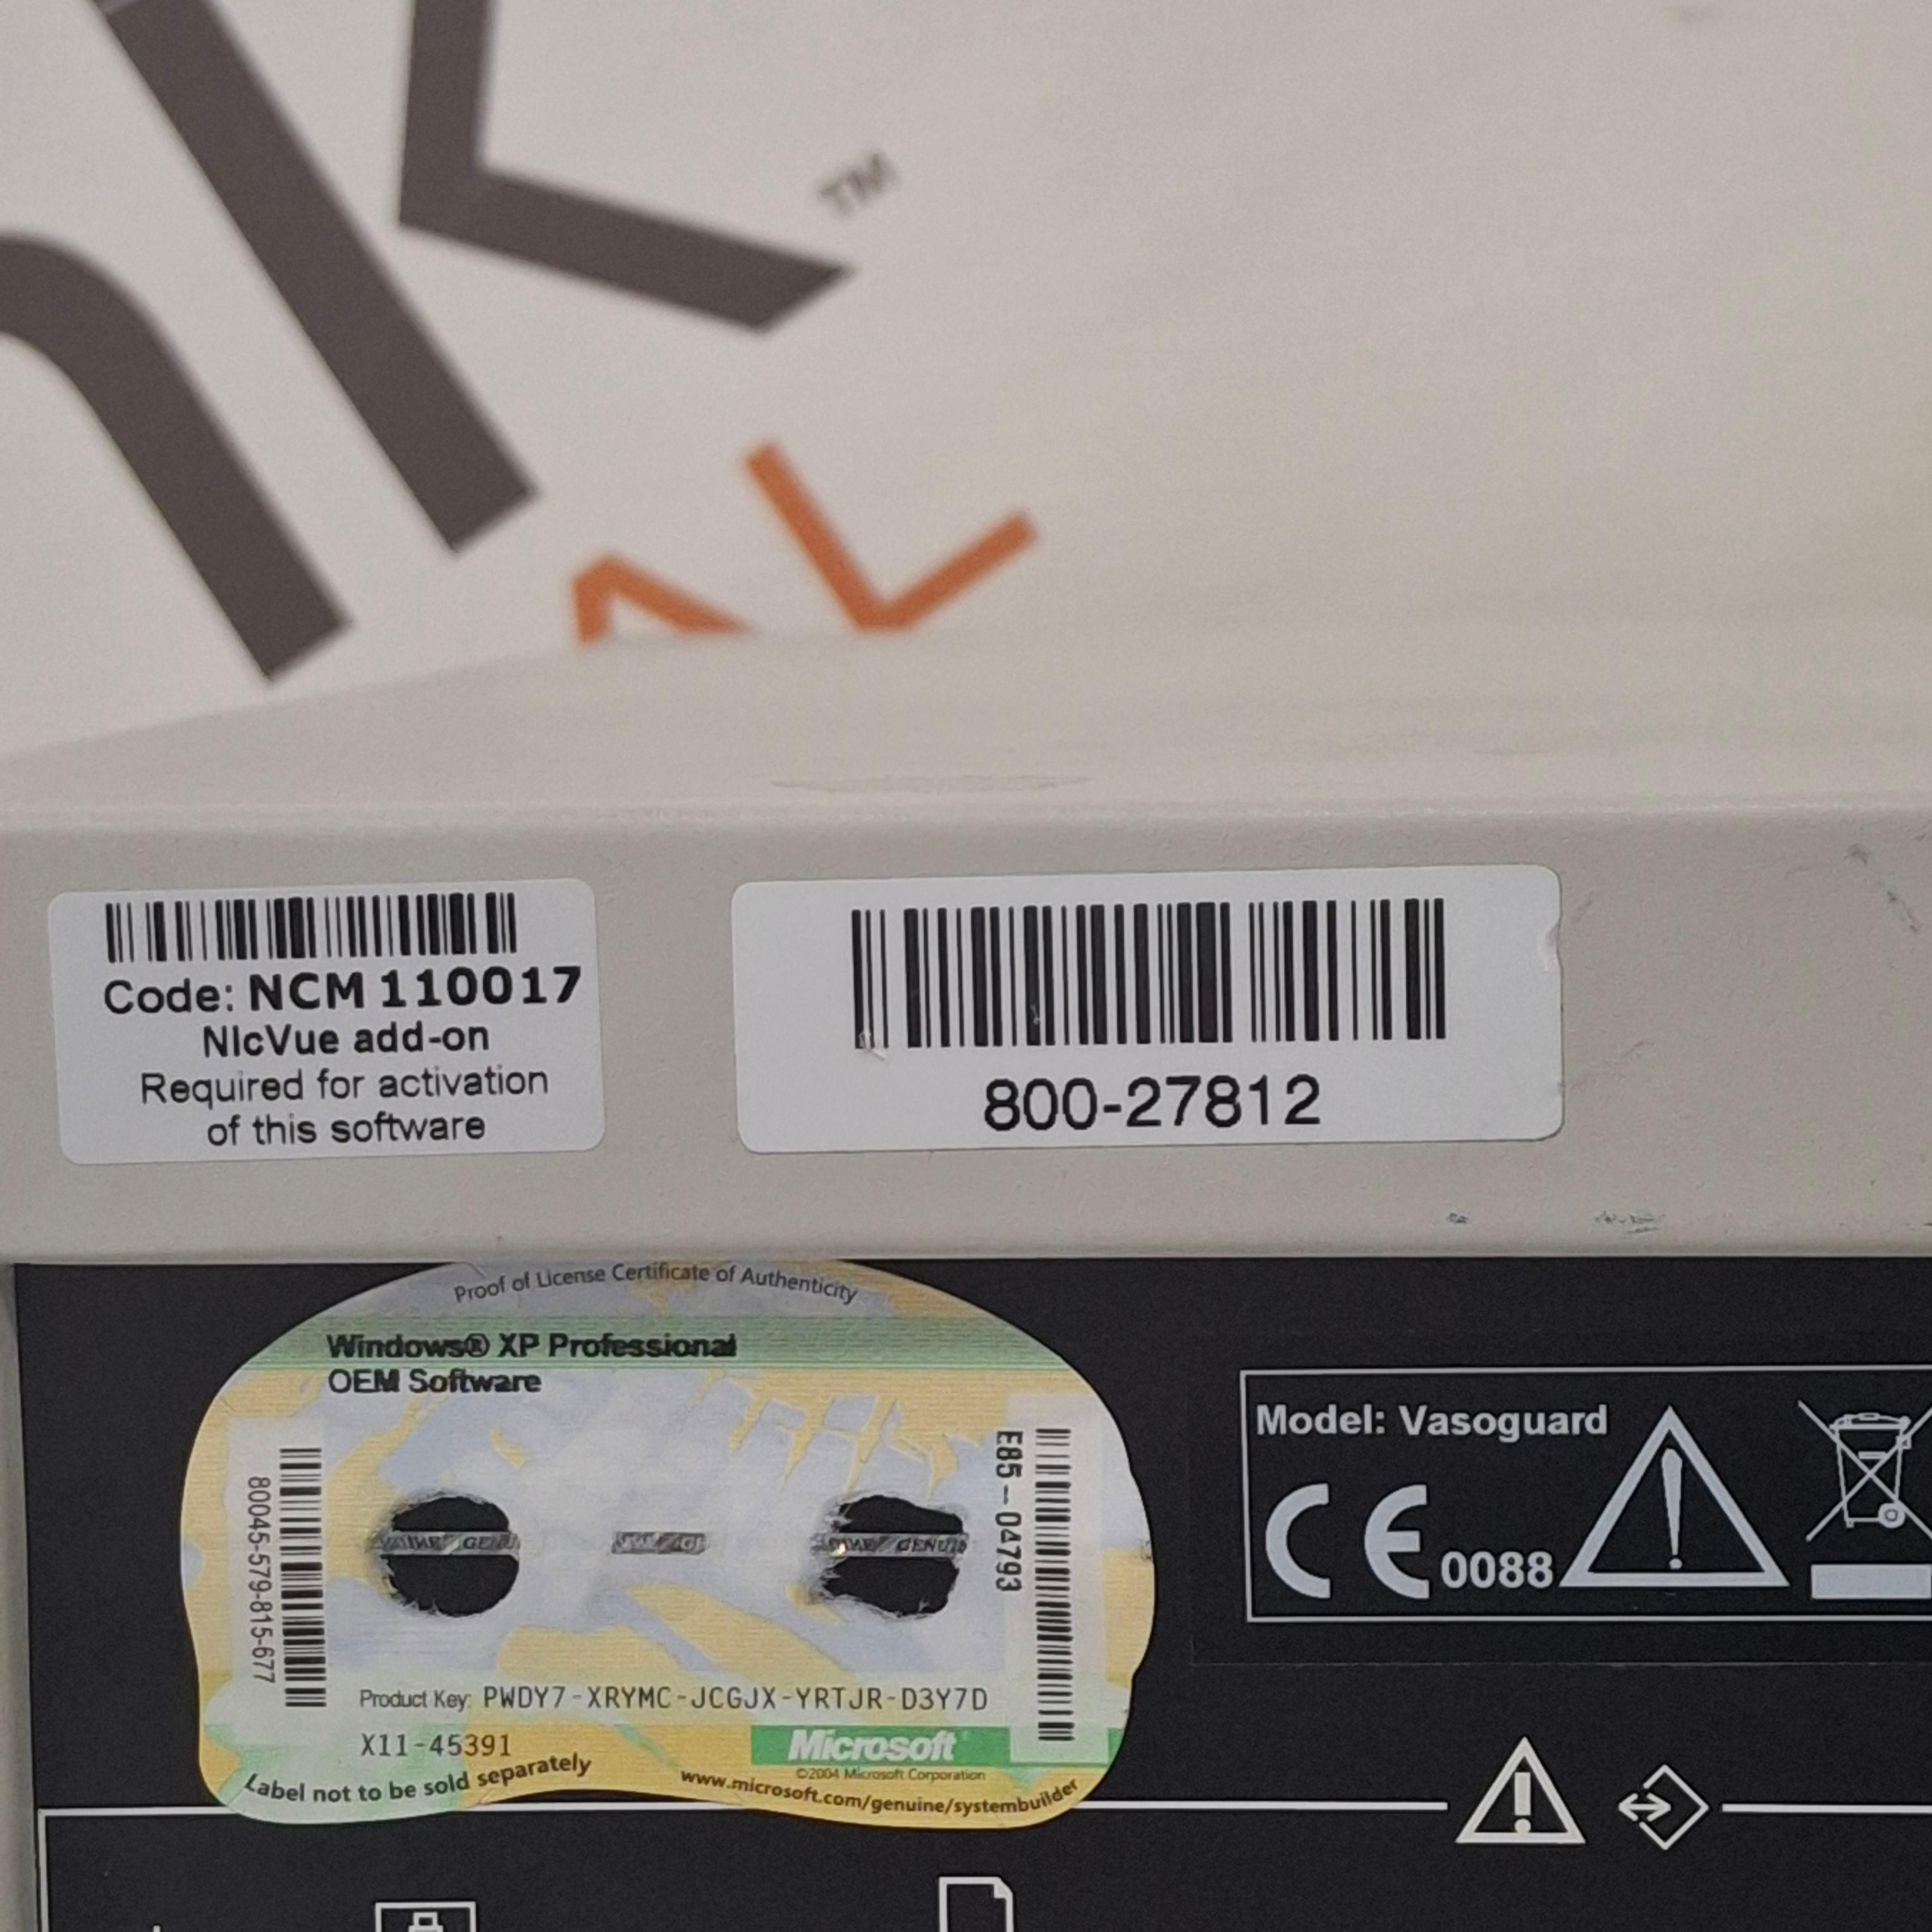 nk™
AL
Code: NCM 110017
NIcVue add-on
Required for activation
of this software
800-27812
Proof of License Certificate of Authenticity
Windows® XP Professional
OEM Software
80045-579-815-677
E85-04793
Product Key: PWDY7-XRYMC-JCGJX-YRTJR-D3Y7D
X11-45391
Microsoft
©2004 Microsoft Corporation
Label not to be sold separately
www.microsoft.com/genuine/systembuilder
Model: Vasoguard
CE 0088